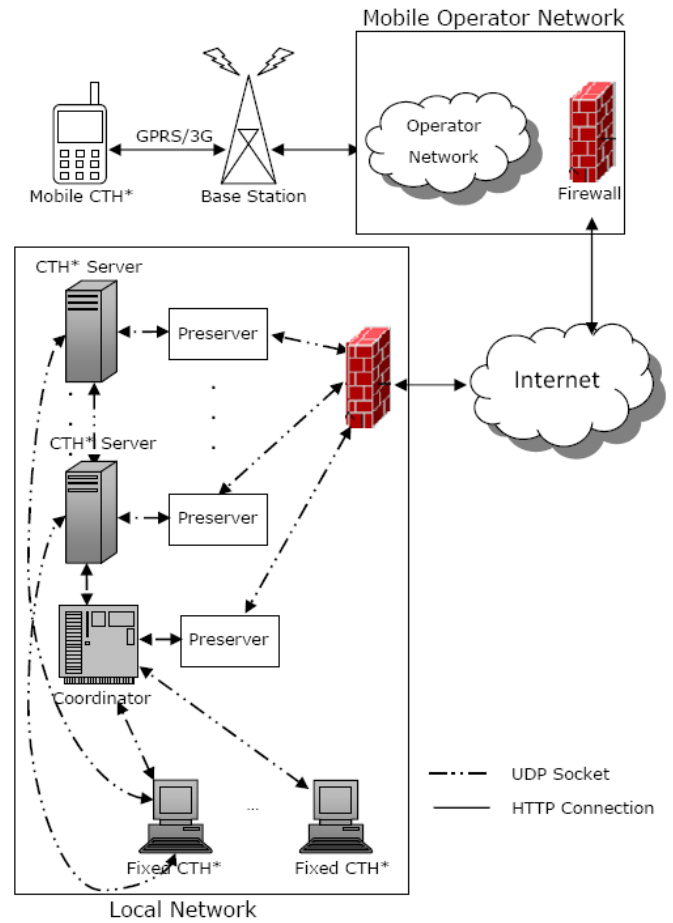 Mobile Operator Network
GPRS/3G
Operator
Network
Mobile CTH*
Base Station
Firewall
CTH* Server
Preserver
Internet
CTH* Server
Preserver
Preserver
Coordinator
UDP Socket
...
HTTP Connection
Fixed CTH*
Fixed CTH*
Local Network